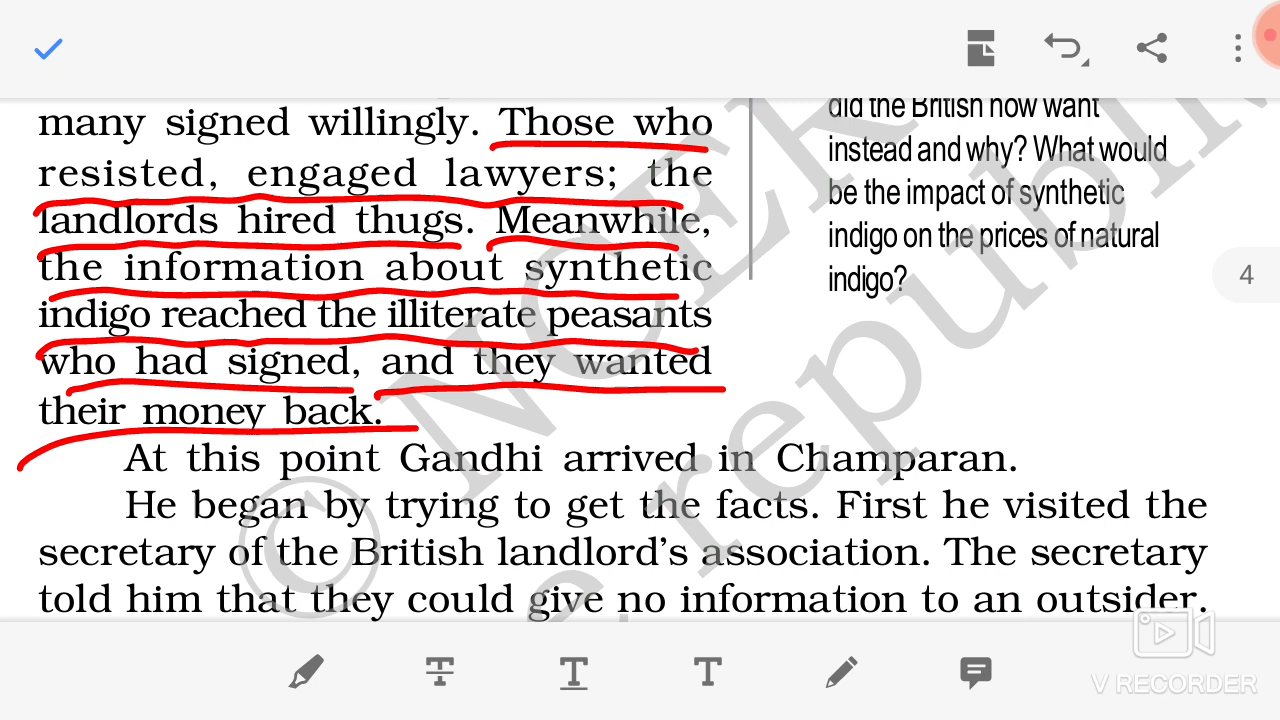 many signed willingly. Those who
resisted, engaged lawyers; the
landlords hired thugs. Meanwhile,
the information about synthetic
indigo reached the illiterate peasants
who had signed, and they wanted
their money back.
did the British now want
instead and why? What would
be the impact of synthetic
indigo on the prices of natural
indigo?
4
At this point Gandhi arrived in Champaran.
He began by trying to get the facts. First he visited the
secretary of the British landlord's association. The secretary
told him that they could give no information to an outsider.
© NCERT
republi
V RECORDER